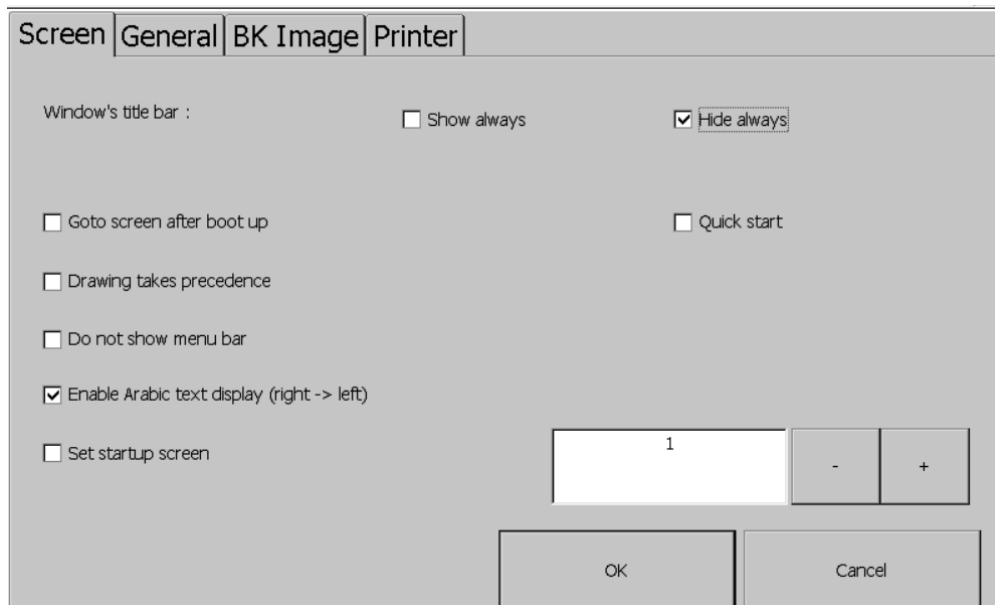 Screen General BK Image Printer
Window's title bar : Show always Hide always
Goto screen after boot up Quick start
Drawing takes precedence
Do not show menu bar
Enable Arabic text display (right -> left)
Set startup screen 1 - +
OK Cancel